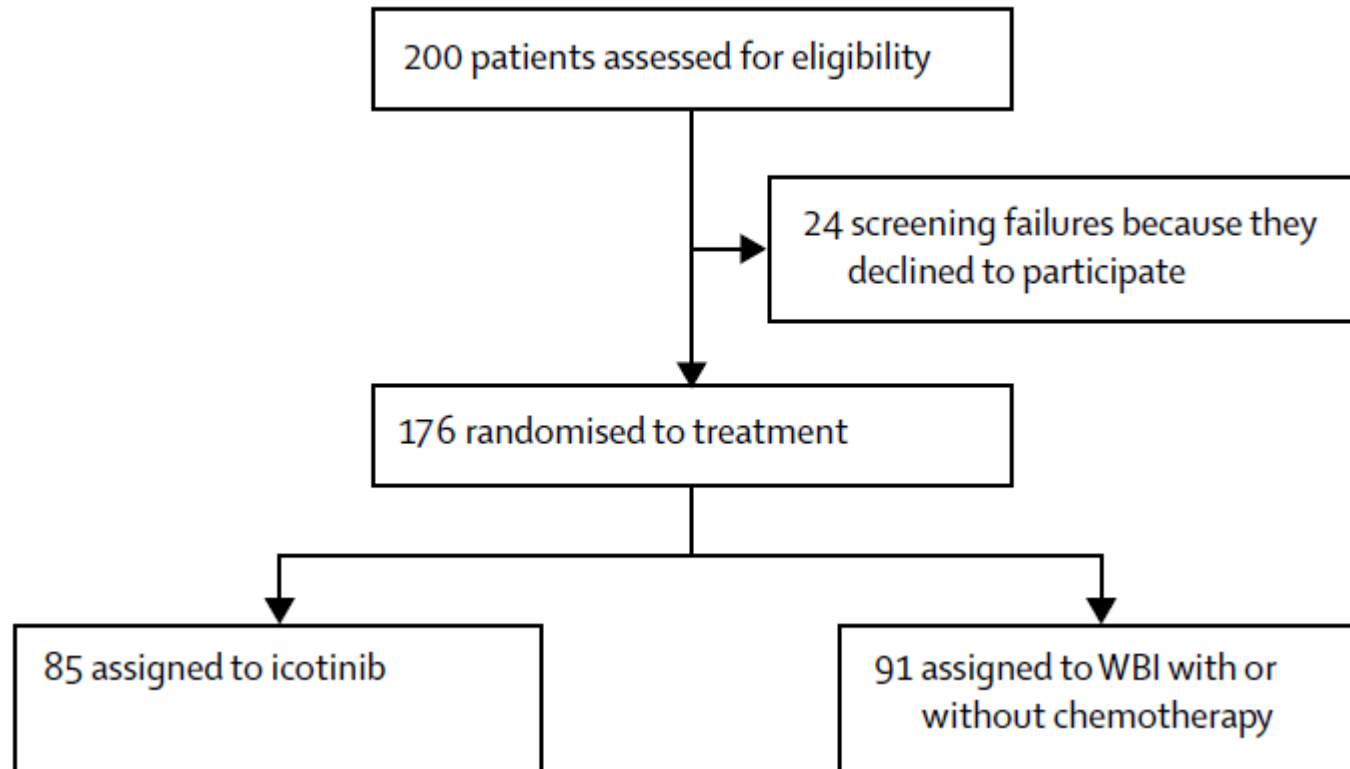 200 patients assessed for eligibility
24 screening failures because they
declined to participate
176 randomised to treatment
85 assigned to icotinib
91 assigned to WBI with or
without chemotherapy